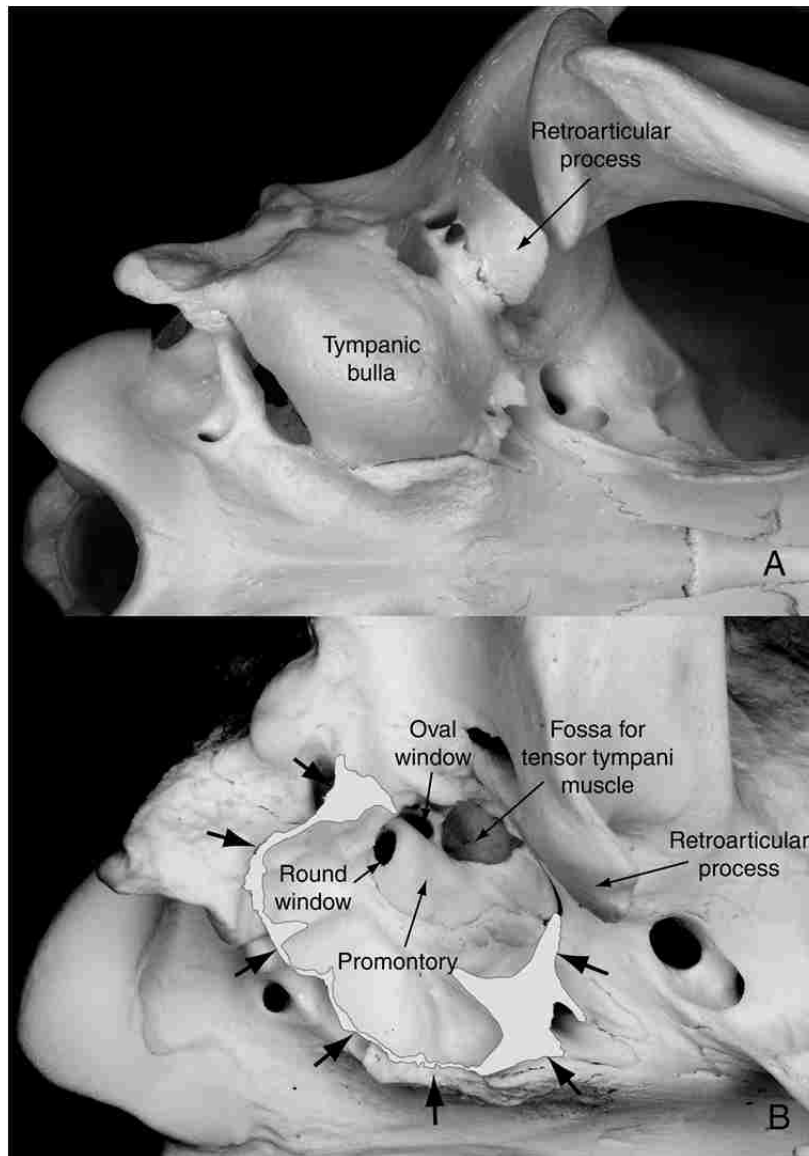 Retroarticular
process
Tympanic
bulla
A
Oval
window
Fossa for
tensor tympani
muscle
Retroarticular
process
Round
window
Promontory
B